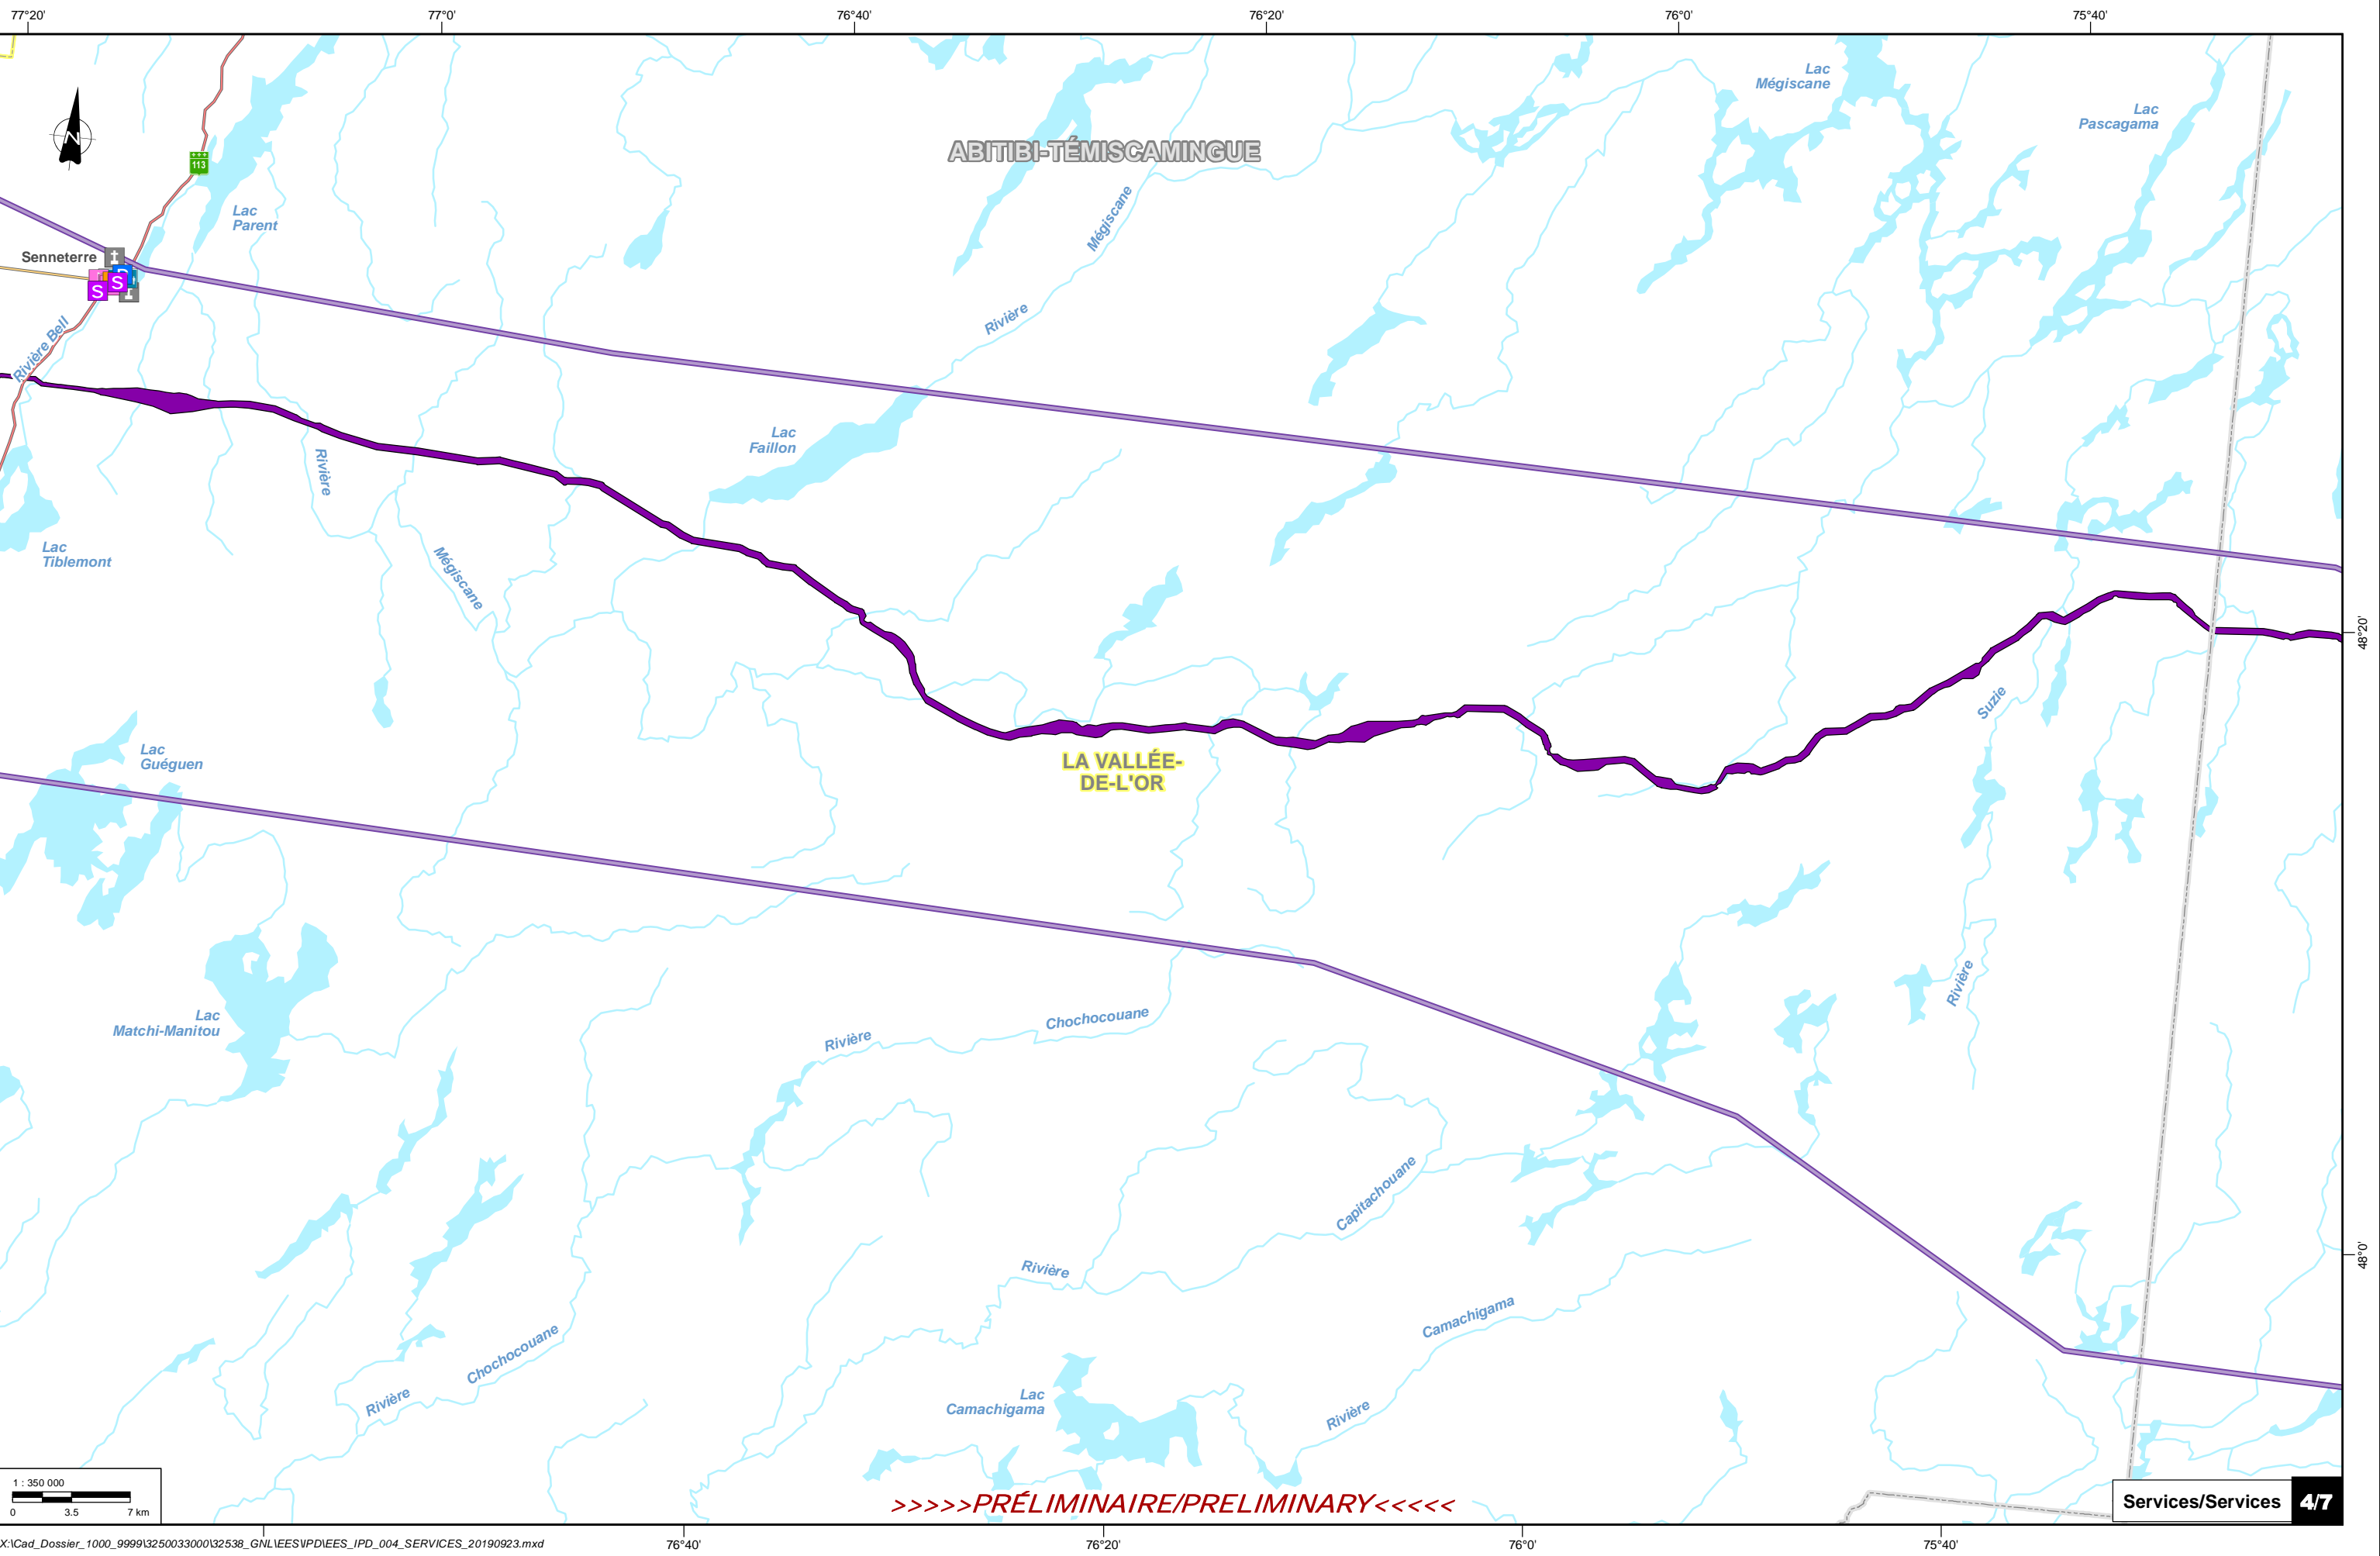 77°20' 77°0' 76°40' 76°20' 76°0' 75°40'
Lac
Mégiscane
Lac
Pascagama
N
113
ABITIBI-TÉMISCAMINGUE
Lac
Parent
Mégiscane
Senneterre
S S
Rivière
Rivière Bell
Lac
Faillon
Rivière
Lac
Tiblemont
Mégiscane
48°20'
Suzie
Lac
Guéguen
LA VALLÉE-
DE-L'OR
Rivière
Lac
Matchi-Manitou
Rivière Chochocouane
Capitachouane
48°0'
Rivière
Camachigama
Chochocouane
Rivière
Lac
Camachigama
Rivière
1 : 350 000
0 3.5 7 km
>>>>>PRÉLIMINAIRE/PRELIMINARY<<<<<
Services/Services 4/7
X:\Cad_Dossier_1000_9999\3250033000\32538_GNL\EES\IPD\EES_IPD_004_SERVICES_20190923.mxd
76°40' 76°20' 76°0' 75°40'